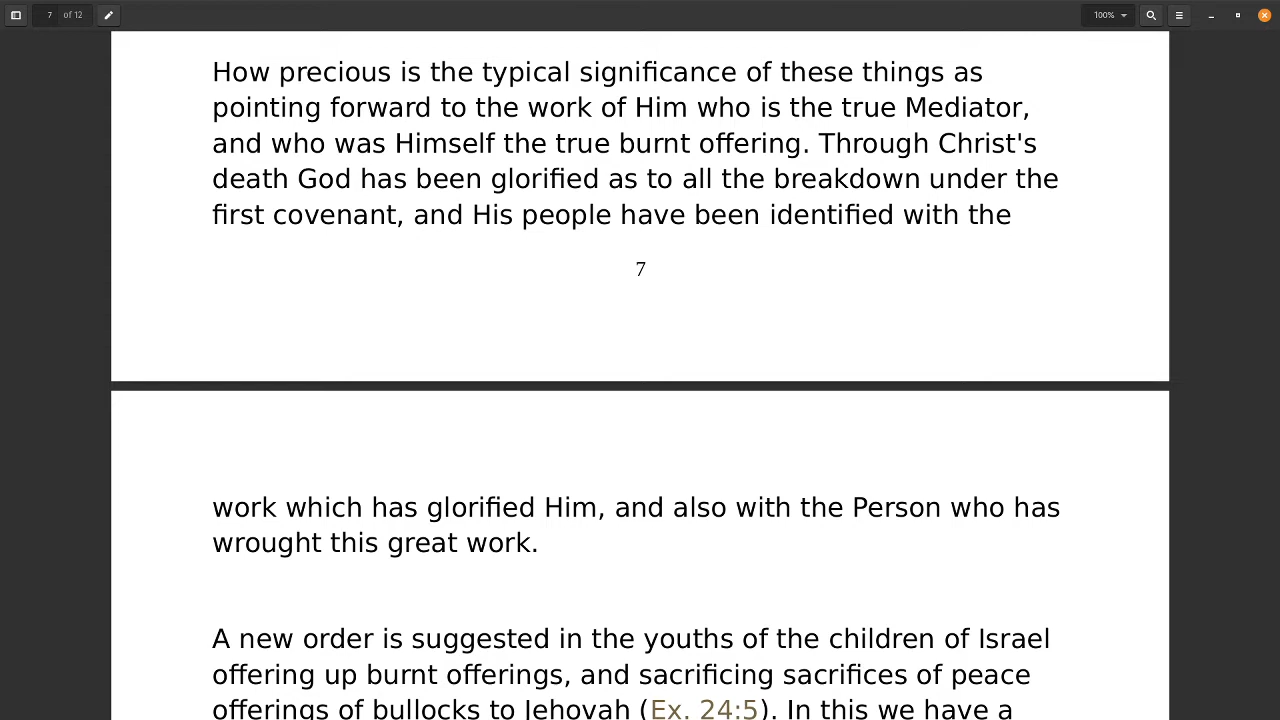 7 of 12
100%
How precious is the typical significance of these things as
pointing forward to the work of Him who is the true Mediator,
and who was Himself the true burnt offering. Through Christ's
death God has been glorified as to all the breakdown under the
first covenant, and His people have been identified with the
7
work which has glorified Him, and also with the Person who has
wrought this great work.
A new order is suggested in the youths of the children of Israel
offering up burnt offerings, and sacrificing sacrifices of peace
offerings of bullocks to Jehovah (Ex. 24:5). In this we have a